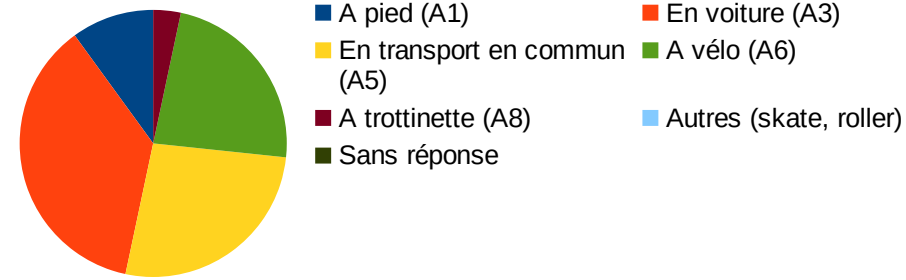 A pied (A1)
En voiture (A3)
En transport en commun
(A5)
A vélo (A6)
A trottinette (A8)
Autres (skate, roller)
Sans réponse